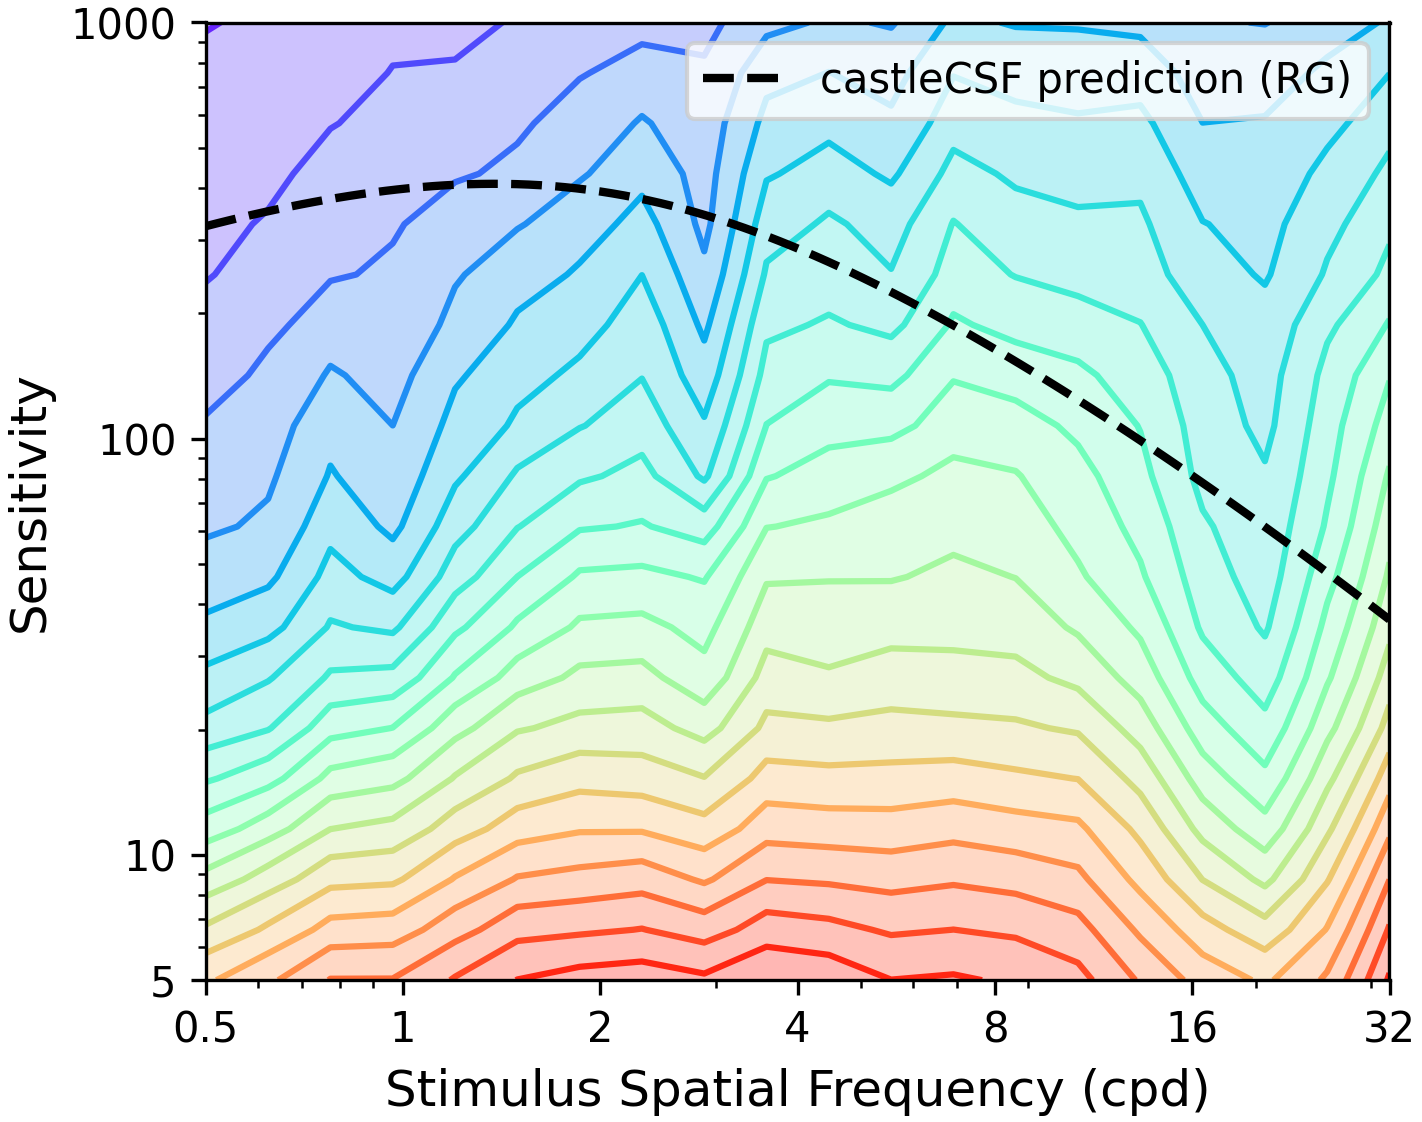 1000
castleCSF prediction (RG)
100
Sensitivity
10
5
0.5 1 2 4 8 16 32
Stimulus Spatial Frequency (cpd)